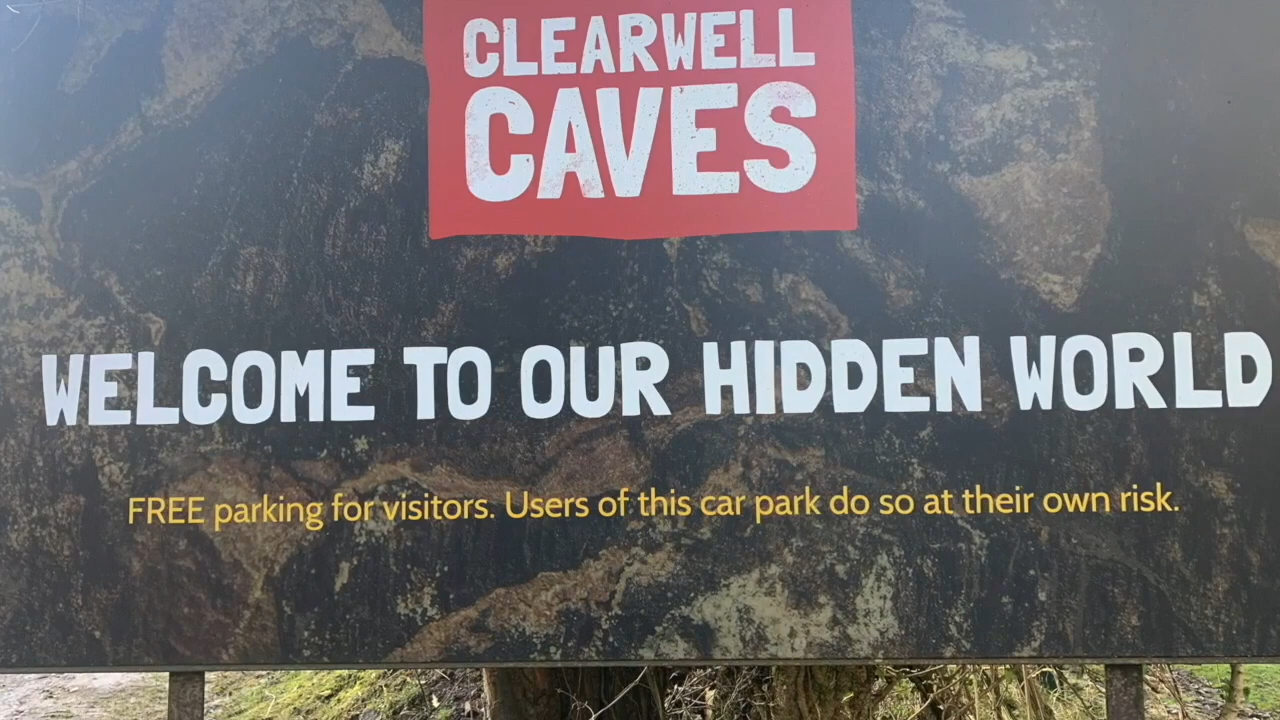 CLEARWELL
CAVES
WELCOME TO OUR HIDDEN WORLD
FREE parking for visitors. Users of this car park do so at their own risk.